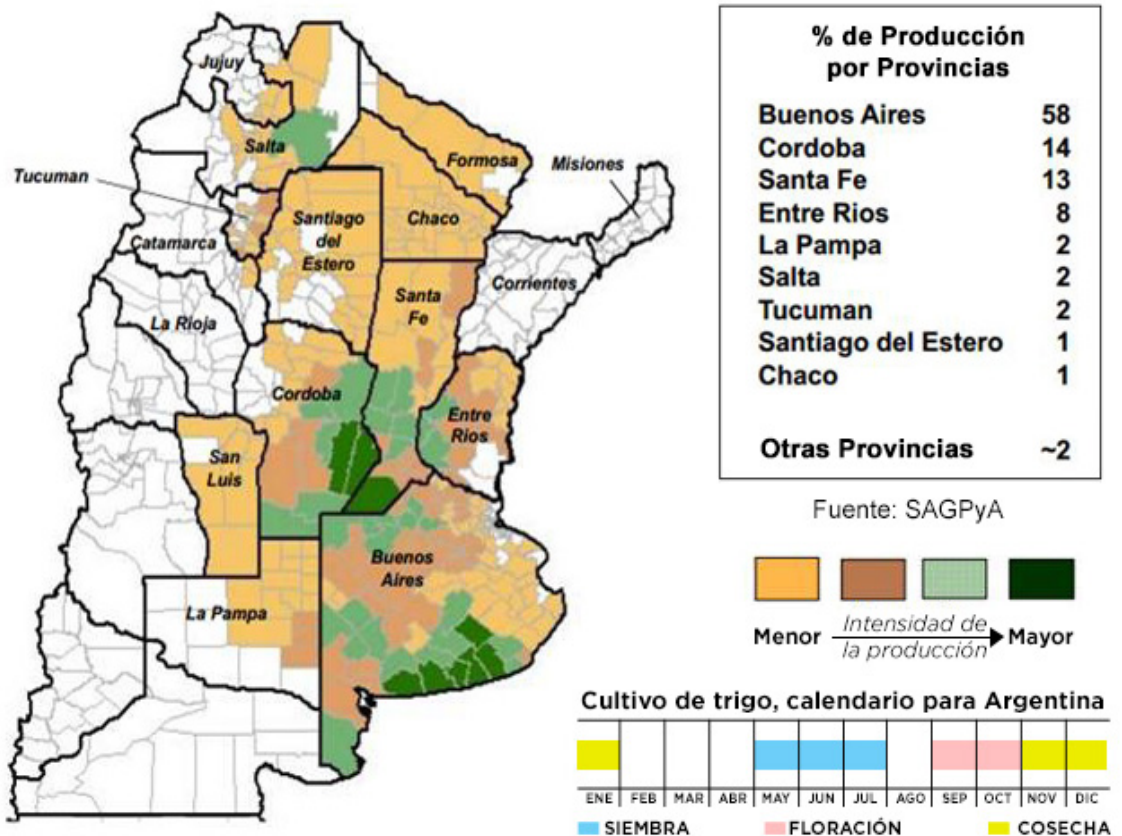 Jujuy
Salta
Formosa
Misiones
Tucuman
Santiago
del
Estero
Chaco
Catamarca
Corrientes
Santa
Fe
La Rioja
Cordoba
Entre
Rios
San
Luis
Buenos
Aires
La Pampa
% de Producción
por Provincias
Buenos Aires 58
Cordoba 14
Santa Fe 13
Entre Rios 8
La Pampa 2
Salta 2
Tucuman 2
Santiago del Estero 1
Chaco 1
Otras Provincias ~2
Fuente: SAGPyA
Menor Intensidad de la producción Mayor
Cultivo de trigo, calendario para Argentina
ENE FEB MAR ABR MAY JUN JUL AGO SEP OCT NOV DIC
SIEMBRA FLORACIÓN COSECHA